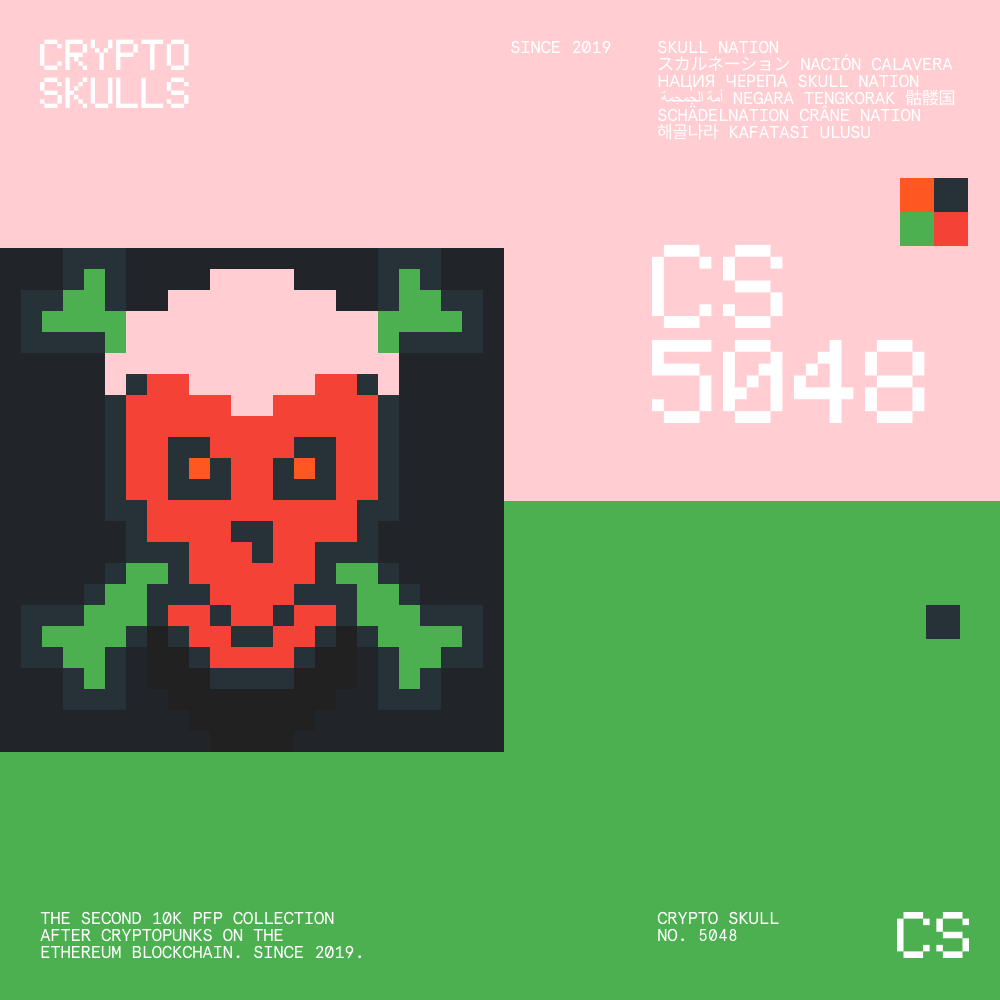 CRYPTO
SKULLS
SINCE 2019
SKULL NATION
スカルネーション NACIÓN CALAVERA
НАЦИЯ ЧЕРЕПА SKULL NATION
أمة الجمجمة NEGARA TENGKORAK 骷髅国
SCHÄDELNATION CRÂNE NATION
해골나라 KAFATASI ULUSU
CS
5048
THE SECOND 10K PFP COLLECTION
AFTER CRYPTOPUNKS ON THE
ETHEREUM BLOCKCHAIN. SINCE 2019.
CRYPTO SKULL
NO. 5048
CS